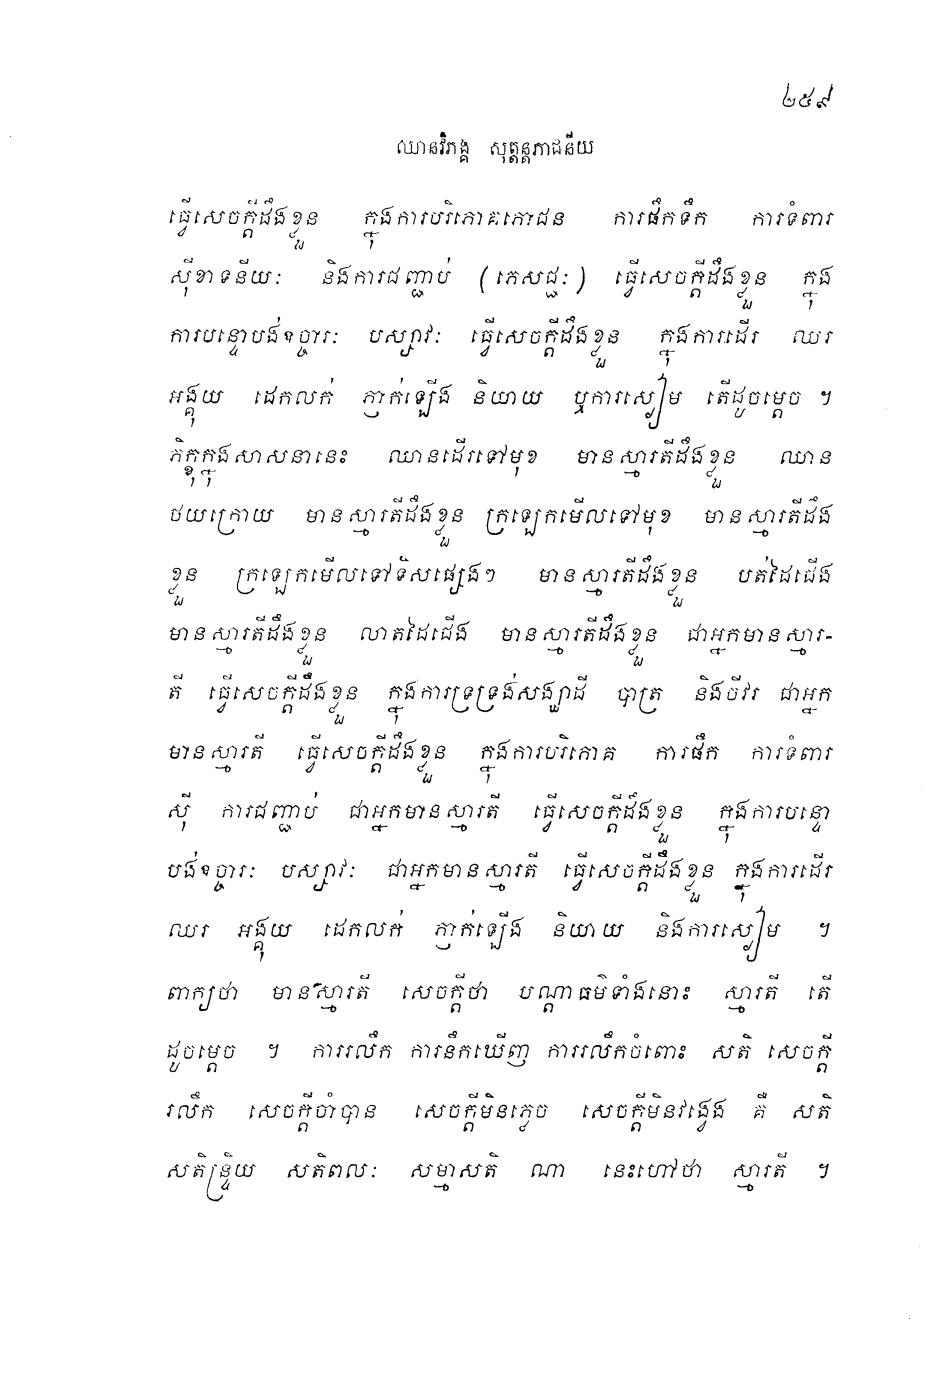 ២៥៩
ឈានវិភង្គ សុត្តន្តភាជនីយ
ធ្វើសេចក្តីដឹងខ្លួន ក្នុងការបរិភោគភោជន ការផឹកទឹក ការទំពារ
ស៊ីខាទនីយៈ និងការជញ្ជាប់ (ភេសជ្ជៈ) ធ្វើសេចក្តីដឹងខ្លួន ក្នុង
ការបន្ទោបង់ឧច្ចារៈ បស្សាវៈ ធ្វើសេចក្តីដឹងខ្លួន ក្នុងការដើរ ឈរ
អង្គុយ ដេកលក់ ភ្ញាក់ឡើង និយាយ ឬការស្ងៀម តើដូចម្តេច ។
ភិក្ខុក្នុងសាសនានេះ ឈានដើរទៅមុខ មានស្មារតីដឹងខ្លួន ឈាន
ថយក្រោយ មានស្មារតីដឹងខ្លួន ក្រឡេកមើលទៅមុខ មានស្មារតីដឹង
ខ្លួន ក្រឡេកមើលទៅទិសផ្សេងៗ មានស្មារតីដឹងខ្លួន បត់ដៃជើង
មានស្មារតីដឹងខ្លួន លាតដៃជើង មានស្មារតីដឹងខ្លួន ជាអ្នកមានស្មារ-
តី ធ្វើសេចក្តីដឹងខ្លួន ក្នុងការទ្រទ្រង់សង្ឃាដី បាត្រ និងចីវរ ជាអ្នក
មានស្មារតី ធ្វើសេចក្តីដឹងខ្លួន ក្នុងការបរិភោគ ការផឹក ការទំពារ
ស៊ី ការជញ្ជាប់ ជាអ្នកមានស្មារតី ធ្វើសេចក្តីដឹងខ្លួន ក្នុងការបន្ទោ
បង់ឧច្ចារៈ បស្សាវៈ ជាអ្នកមានស្មារតី ធ្វើសេចក្តីដឹងខ្លួន ក្នុងការដើរ
ឈរ អង្គុយ ដេកលក់ ភ្ញាក់ឡើង និយាយ និងការស្ងៀម ។
ពាក្យថា មានស្មារតី សេចក្តីថា បណ្តាធម៌ទាំងនោះ ស្មារតី តើ
ដូចម្តេច ។ ការរលឹក ការនឹកឃើញ ការរលឹកចំពោះ សតិ សេចក្តី
រលឹក សេចក្តីចាំបាន សេចក្តីមិនភ្លេច សេចក្តីមិនវង្វេង គឺ សតិ
សតិន្ទ្រិយ សតិពលៈ សម្មាសតិ ណា នេះហៅថា ស្មារតី ។